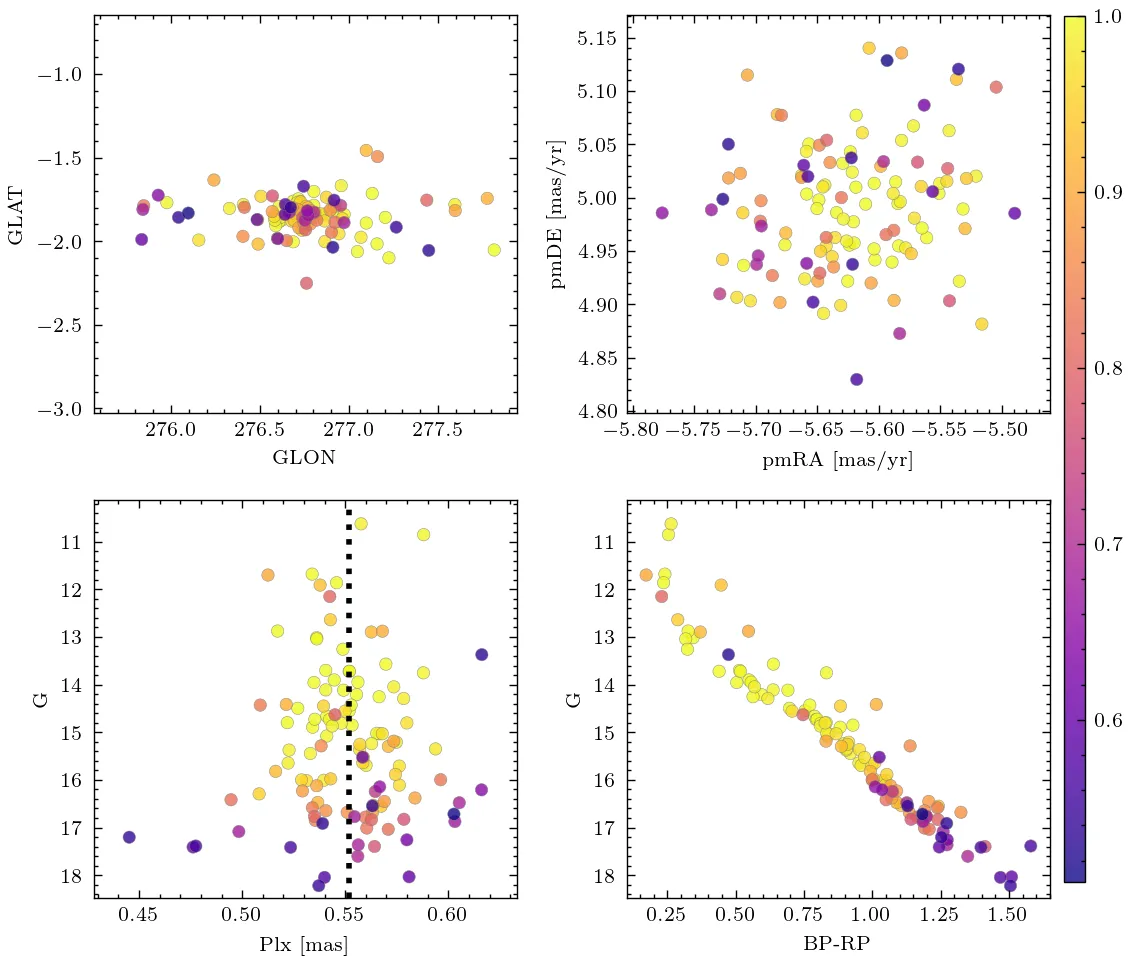 −1.0
−1.5
−2.0
−2.5
−3.0
GLAT
276.0 276.5 277.0 277.5
GLON
5.15
5.10
5.05
5.00
4.95
4.90
4.85
4.80
pmDE [mas/yr]
−5.80 −5.75 −5.70 −5.65 −5.60 −5.55 −5.50
pmRA [mas/yr]
1.0
0.9
0.8
0.7
0.6
11
12
13
14
15
16
17
18
G
0.45 0.50 0.55 0.60
Plx [mas]
11
12
13
14
15
16
17
18
G
0.25 0.50 0.75 1.00 1.25 1.50
BP-RP